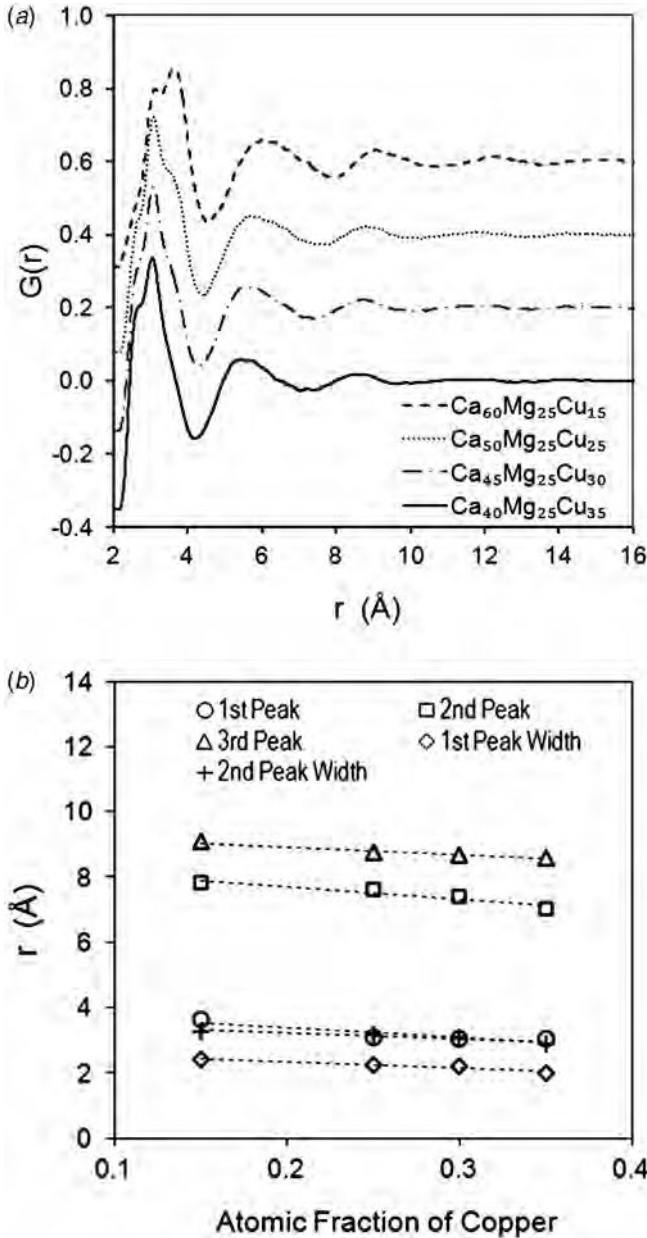 (a)
1.0
0.8
0.6
0.4
0.2
0.0
-0.2
-0.4
G(r)
Ca60Mg25Cu15
Ca50Mg25Cu25
Ca45Mg25Cu30
Ca40Mg25Cu35
2 4 6 8 10 12 14 16
r (Å)
(b)
14
12
10
8
6
4
2
0
r (Å)
1st Peak 2nd Peak
3rd Peak 1st Peak Width
2nd Peak Width
0.1 0.2 0.3 0.4
Atomic Fraction of Copper